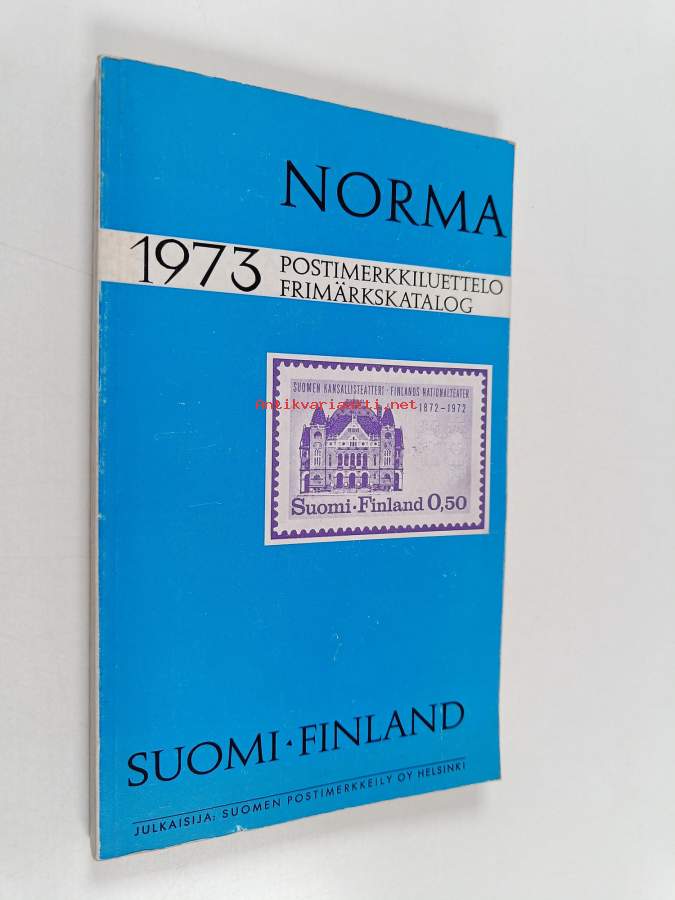 NORMA
1973 POSTIMERKKILUETTELO
FRIMÄRKSKATALOG
SUOMEN KANSALLISTEATTERI · FINLANDS NATIONALTEATER
1872–1972
Antikvariaatti.net
Suomi·Finland 0,50
SUOMI · FINLAND
JULKAISIJA: SUOMEN POSTIMERKKEILY OY HELSINKI